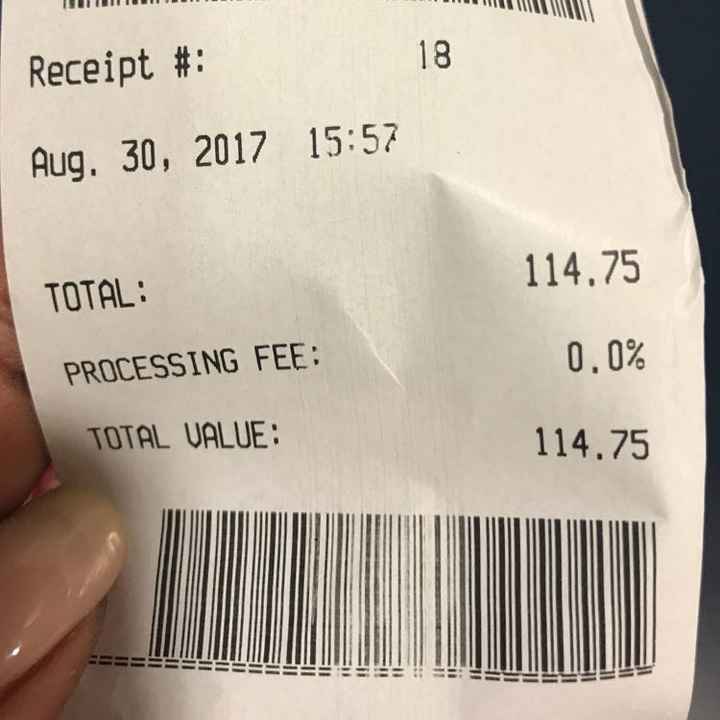 Receipt #: 18
Aug. 30, 2017 15:57
TOTAL: 114.75
PROCESSING FEE: 0.0%
TOTAL VALUE: 114.75